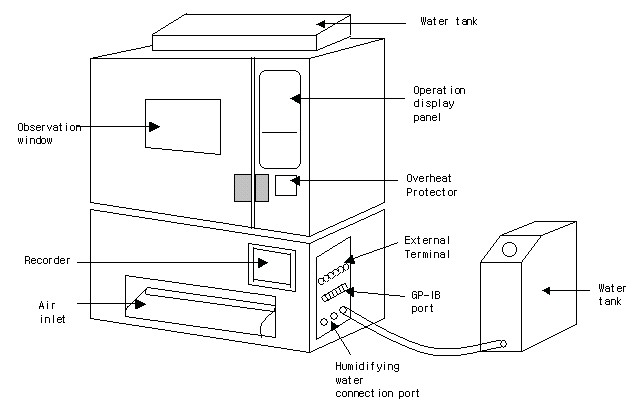 Water tank
Operation
display
panel
Observation
window
Overheat
Protector
External
Terminal
Recorder
GP-IB
port
Air
inlet
Water
tank
Humidifying
water
connection port